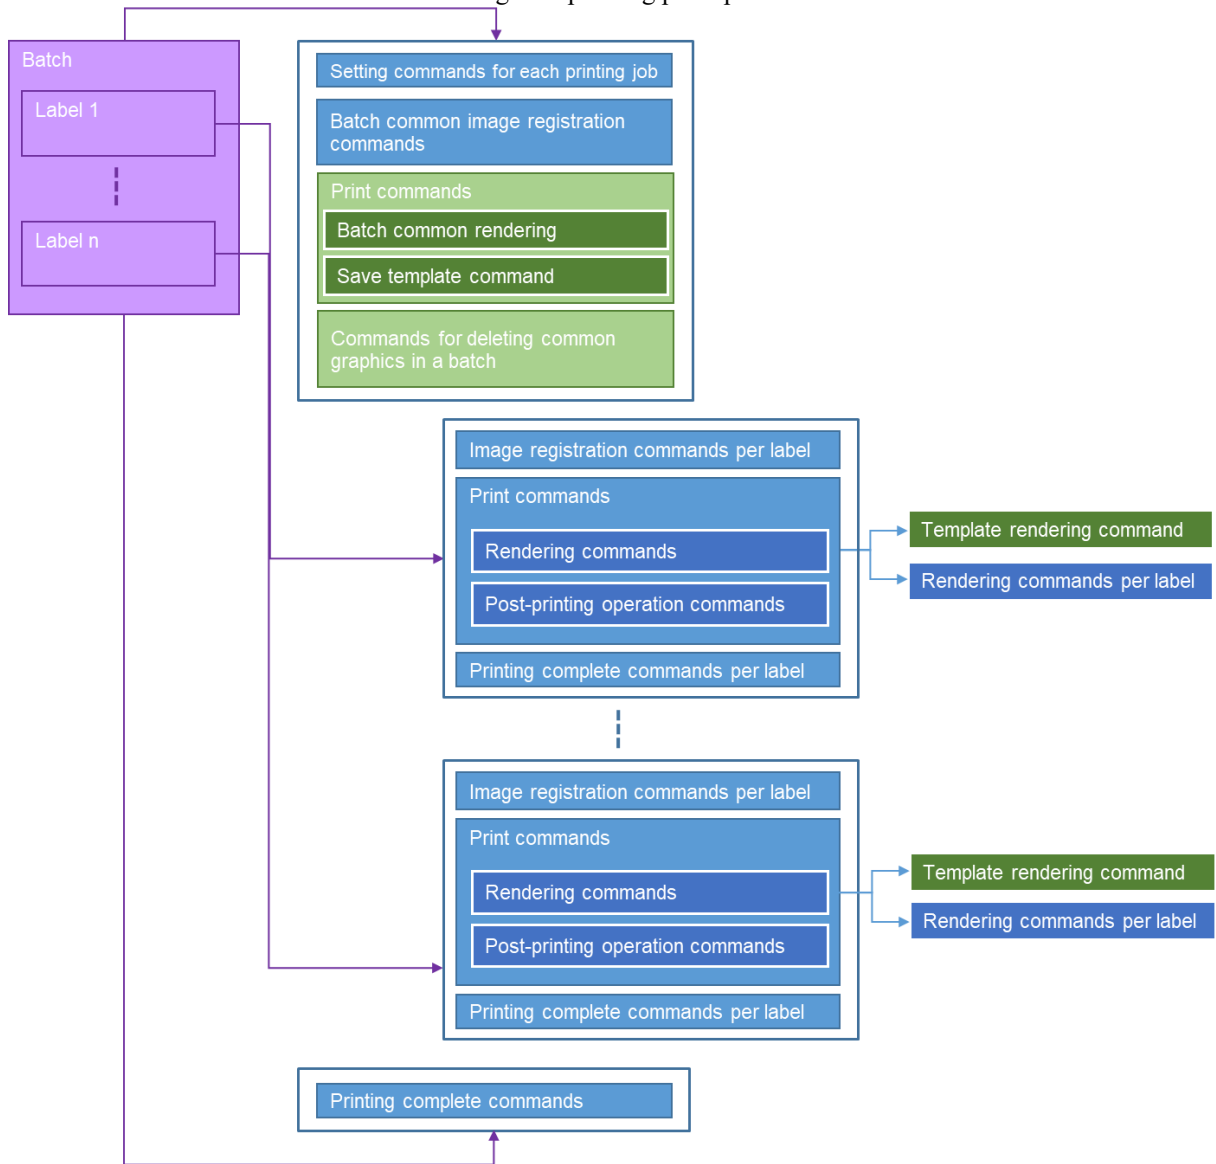 Batch
Label 1
Label n
Setting commands for each printing job
Batch common image registration
commands
Print commands
Batch common rendering
Save template command
Commands for deleting common
graphics in a batch
Image registration commands per label
Print commands
Rendering commands
Post-printing operation commands
Printing complete commands per label
Template rendering command
Rendering commands per label
Image registration commands per label
Print commands
Rendering commands
Post-printing operation commands
Printing complete commands per label
Template rendering command
Rendering commands per label
Printing complete commands